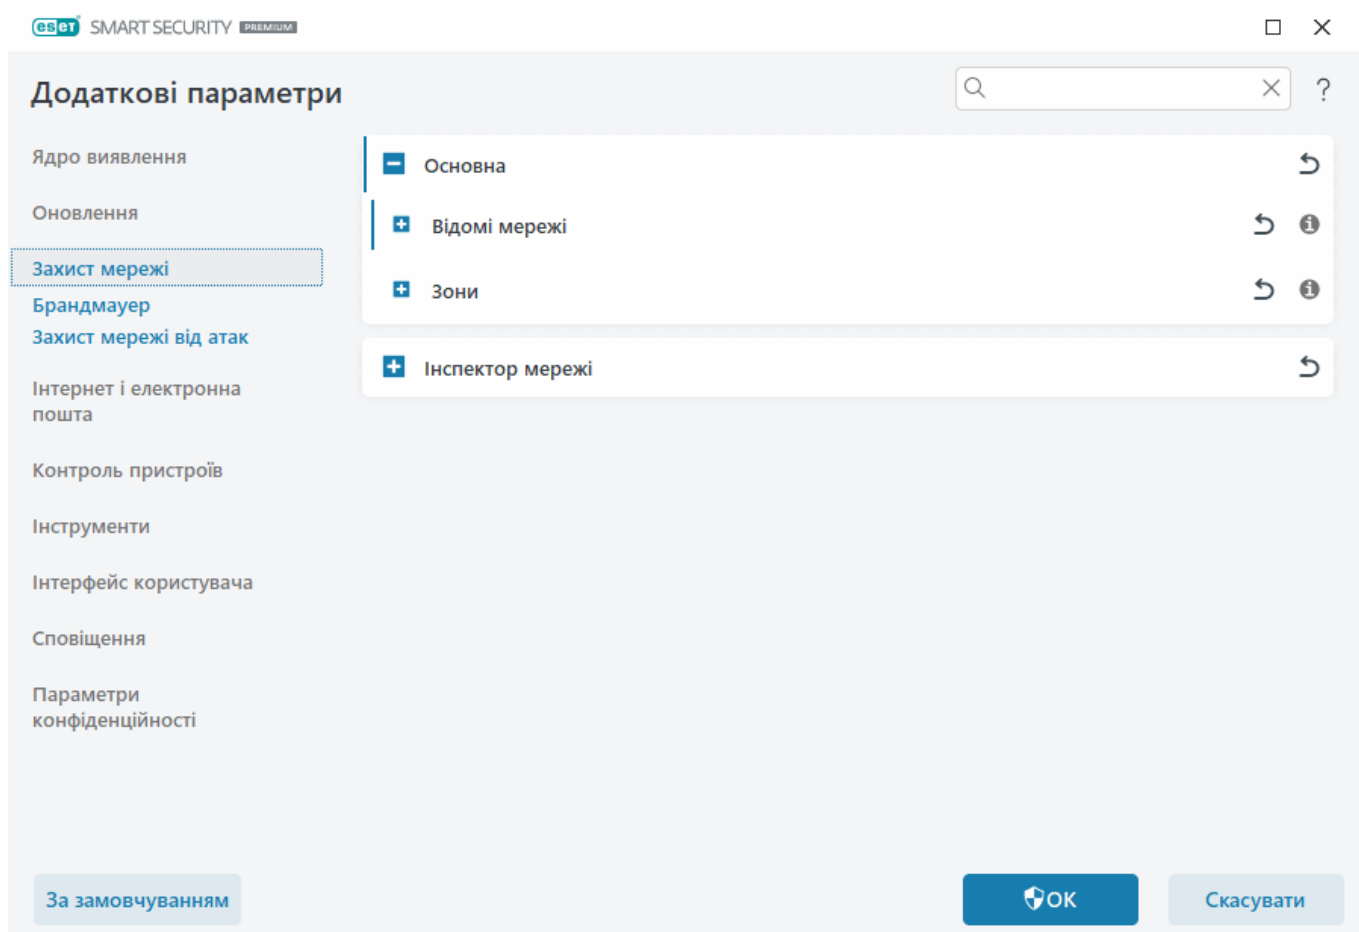 eset SMART SECURITY PREMIUM
Додаткові параметри
?
Ядро виявлення
Оновлення
Захист мережі
Брандмауер
Захист мережі від атак
Інтернет і електронна
пошта
Контроль пристроїв
Інструменти
Інтерфейс користувача
Сповіщення
Параметри
конфіденційності
Основна
Відомі мережі
Зони
Інспектор мережі
За замовчуванням
ОК
Скасувати